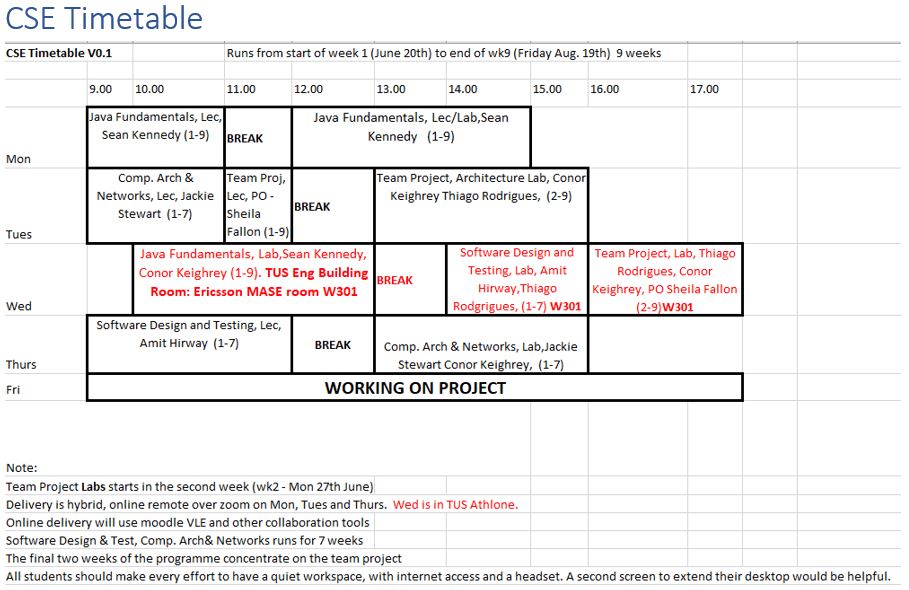 CSE Timetable
CSE Timetable V0.1 Runs from start of week 1 (June 20th) to end of wk9 (Friday Aug. 19th) 9 weeks
9.00 10.00 11.00 12.00 13.00 14.00 15.00 16.00 17.00
Java Fundamentals, Lec,
Sean Kennedy (1-9)
BREAK
Java Fundamentals, Lec/Lab,Sean
Kennedy (1-9)
Mon
Comp. Arch &
Networks, Lec, Jackie
Stewart (1-7)
Team Proj,
Lec, PO -
Sheila
Fallon (1-9)
BREAK
Team Project, Architecture Lab, Conor
Keighrey Thiago Rodrigues, (2-9)
Tues
Java Fundamentals, Lab,Sean Kennedy,
Conor Keighrey (1-9). TUS Eng Building
Room: Ericsson MASE room W301
BREAK
Software Design and
Testing, Lab, Amit
Hirway,Thiago
Rodgrigues, (1-7) W301
Team Project, Lab, Thiago
Rodrigues, Conor
Keighrey, PO Sheila Fallon
(2-9)W301
Wed
Software Design and Testing, Lec,
Amit Hirway (1-7)
BREAK
Comp. Arch & Networks, Lab,Jackie
Stewart Conor Keighrey, (1-7)
Thurs
Fri
WORKING ON PROJECT
Note:
Team Project Labs starts in the second week (wk2 - Mon 27th June)
Delivery is hybrid, online remote over zoom on Mon, Tues and Thurs. Wed is in TUS Athlone.
Online delivery will use moodle VLE and other collaboration tools
Software Design & Test, Comp. Arch& Networks runs for 7 weeks
The final two weeks of the programme concentrate on the team project
All students should make every effort to have a quiet workspace, with internet access and a headset. A second screen to extend their desktop would be helpful.